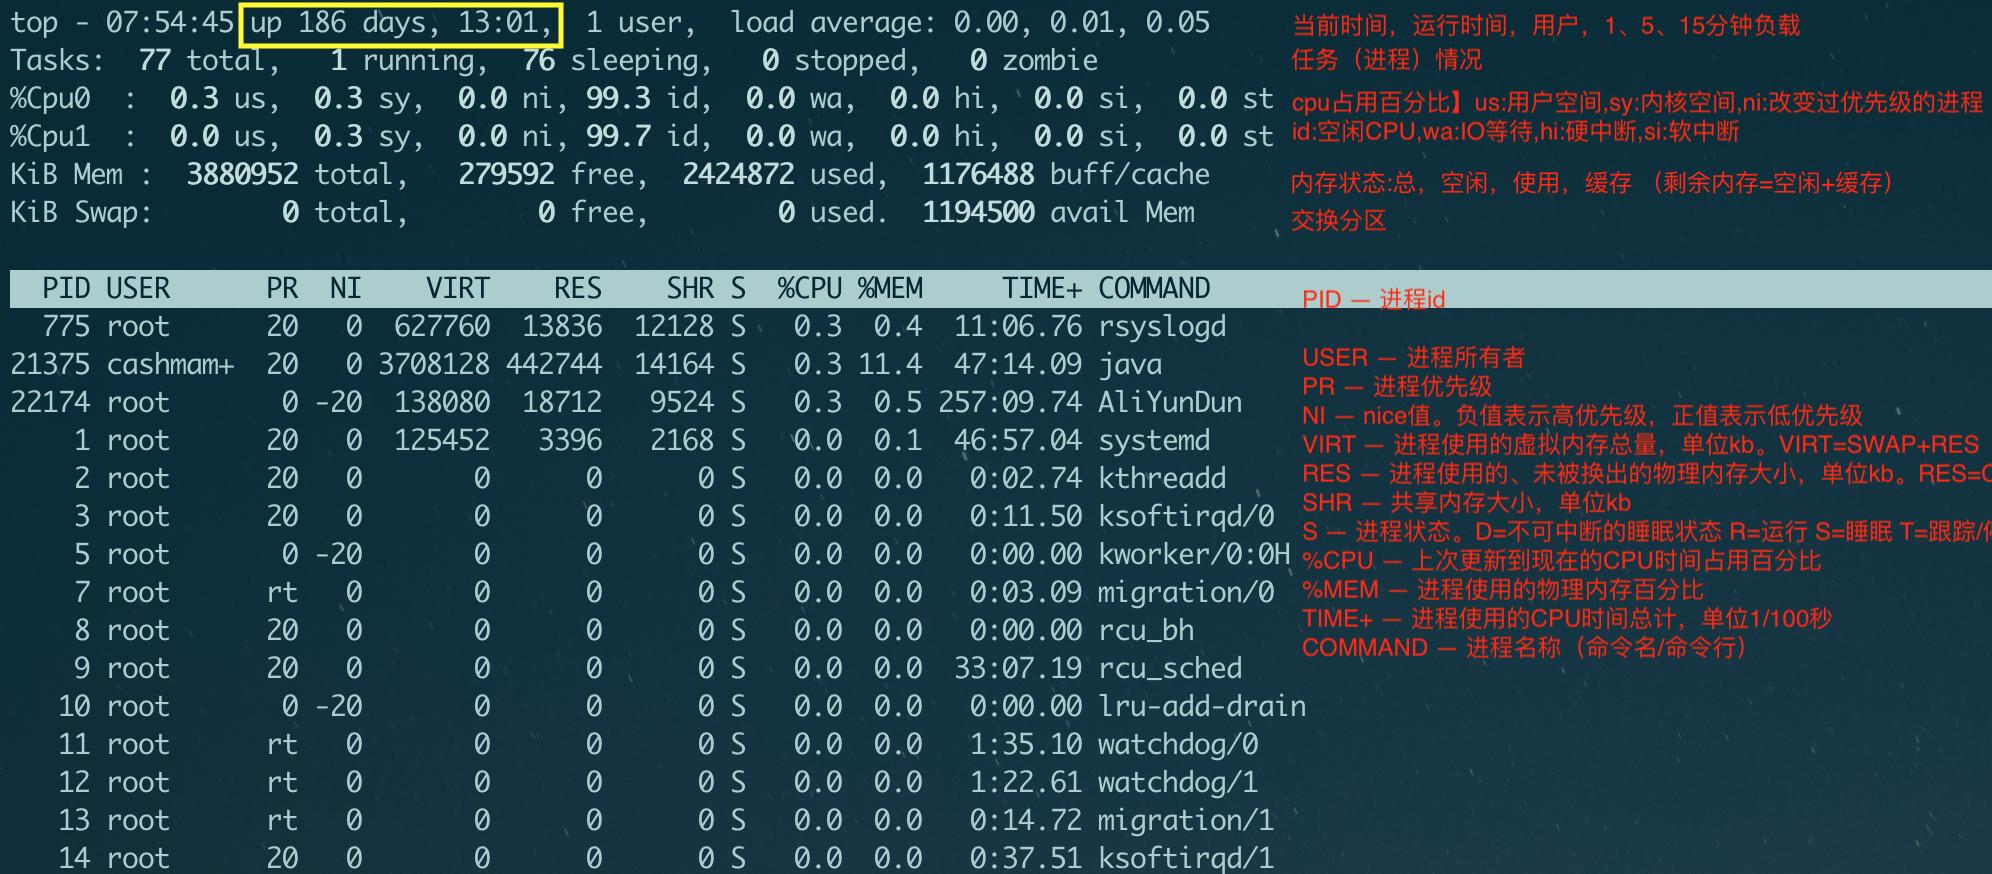 top - 07:54:45 up 186 days, 13:01,  1 user,  load average: 0.00, 0.01, 0.05
当前时间，运行时间，用户，1、5、15分钟负载
Tasks:  77 total,   1 running,  76 sleeping,   0 stopped,   0 zombie
任务（进程）情况
%Cpu0  :  0.3 us,  0.3 sy,  0.0 ni, 99.3 id,  0.0 wa,  0.0 hi,  0.0 si,  0.0 st
cpu占用百分比】us:用户空间,sy:内核空间,ni:改变过优先级的进程
%Cpu1  :  0.0 us,  0.3 sy,  0.0 ni, 99.7 id,  0.0 wa,  0.0 hi,  0.0 si,  0.0 st
id:空闲CPU,wa:IO等待,hi:硬中断,si:软中断
KiB Mem :  3880952 total,   279592 free,  2424872 used,  1176488 buff/cache
内存状态:总，空闲，使用，缓存 （剩余内存=空闲+缓存）
KiB Swap:        0 total,        0 free,        0 used.  1194500 avail Mem
交换分区
PID USER      PR  NI    VIRT    RES    SHR S  %CPU %MEM     TIME+ COMMAND
775 root      20   0  627760  13836  12128 S   0.3  0.4  11:06.76 rsyslogd
21375 cashmam+  20   0 3708128 442744  14164 S   0.3 11.4  47:14.09 java
22174 root       0 -20  138080  18712   9524 S   0.3  0.5 257:09.74 AliYunDun
1 root      20   0  125452   3396   2168 S   0.0  0.1  46:57.04 systemd
2 root      20   0       0      0      0 S   0.0  0.0   0:02.74 kthreadd
3 root      20   0       0      0      0 S   0.0  0.0   0:11.50 ksoftirqd/0
5 root       0 -20       0      0      0 S   0.0  0.0   0:00.00 kworker/0:0H
7 root      rt   0       0      0      0 S   0.0  0.0   0:03.09 migration/0
8 root      20   0       0      0      0 S   0.0  0.0   0:00.00 rcu_bh
9 root      20   0       0      0      0 S   0.0  0.0  33:07.19 rcu_sched
10 root       0 -20       0      0      0 S   0.0  0.0   0:00.00 lru-add-drain
11 root      rt   0       0      0      0 S   0.0  0.0   1:35.10 watchdog/0
12 root      rt   0       0      0      0 S   0.0  0.0   1:22.61 watchdog/1
13 root      rt   0       0      0      0 S   0.0  0.0   0:14.72 migration/1
14 root      20   0       0      0      0 S   0.0  0.0   0:37.51 ksoftirqd/1
PID — 进程id
USER — 进程所有者
PR — 进程优先级
NI — nice值。负值表示高优先级，正值表示低优先级
VIRT — 进程使用的虚拟内存总量，单位kb。VIRT=SWAP+RES
RES — 进程使用的、未被换出的物理内存大小，单位kb。RES=
SHR — 共享内存大小，单位kb
S — 进程状态。D=不可中断的睡眠状态 R=运行 S=睡眠 T=跟踪/
%CPU — 上次更新到现在的CPU时间占用百分比
%MEM — 进程使用的物理内存百分比
TIME+ — 进程使用的CPU时间总计，单位1/100秒
COMMAND — 进程名称（命令名/命令行）